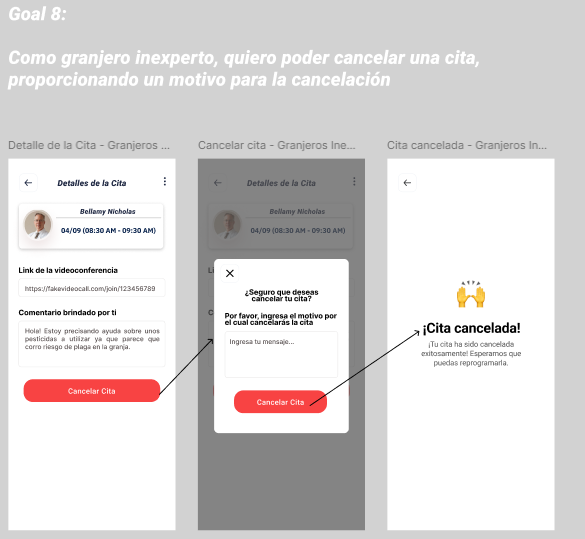 Goal 8:
Como granjero inexperto, quiero poder cancelar una cita,
proporcionando un motivo para la cancelación
Detalle de la Cita - Granjeros ...
Detalles de la Cita
Bellamy Nicholas
04/09 (08:30 AM - 09:30 AM)
Link de la videoconferencia
https://fakevideocall.com/join/123456789
Comentario brindado por ti
Hola! Estoy precisando ayuda sobre unos
pesticidas a utilizar ya que parece que
corro riesgo de plaga en la granja.
Cancelar Cita
Cancelar cita - Granjeros Ine...
Detalles de la Cita
Bellamy Nicholas
04/09 (08:30 AM - 09:30 AM)
¿Seguro que deseas
cancelar tu cita?
Por favor, ingresa el motivo por
el cual cancelarás la cita
Ingresa tu mensaje...
Cancelar Cita
Cita cancelada - Granjeros In...
¡Cita cancelada!
¡Tu cita ha sido cancelada
exitosamente! Esperamos que
puedas reprogramarla.